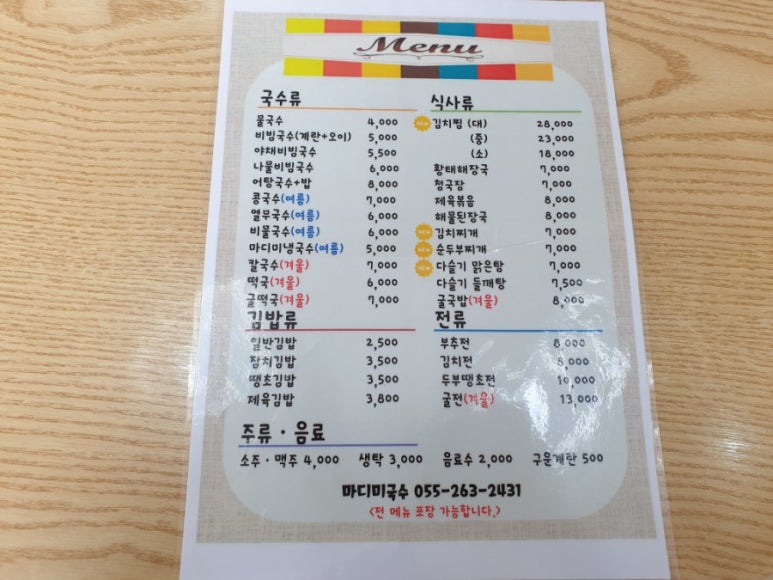 Menu
국수류
물국수 4,000
비빔국수(계란+오이) 5,000
야채비빔국수 5,500
나물비빔국수 6,000
어탕국수+밥 8,000
콩국수(여름) 7,000
열무국수(여름) 6,000
비물국수(여름) 6,000
마디미냉국수(여름) 5,000
칼국수(겨울) 7,000
떡국(겨울) 6,000
굴떡국(겨울) 7,000
식사류
김치찜 (대) 28,000
(중) 23,000
(소) 18,000
황태해장국 7,000
청국장 7,000
제육볶음 8,000
해물된장국 8,000
김치찌개 7,000
순두부찌개 7,000
다슬기 맑은탕 7,000
다슬기 들깨탕 7,500
굴국밥(겨울) 8,000
김밥류
일반김밥 2,500
참치김밥 3,500
땡초김밥 3,500
제육김밥 3,800
전류
부추전 8,000
김치전 8,000
두부땡초전 10,000
굴전(겨울) 13,000
주류 · 음료
소주 · 맥주 4,000 생탁 3,000 음료수 2,000 구운계란 500
마디미국수 055-263-2431
<전 메뉴 포장 가능합니다.>